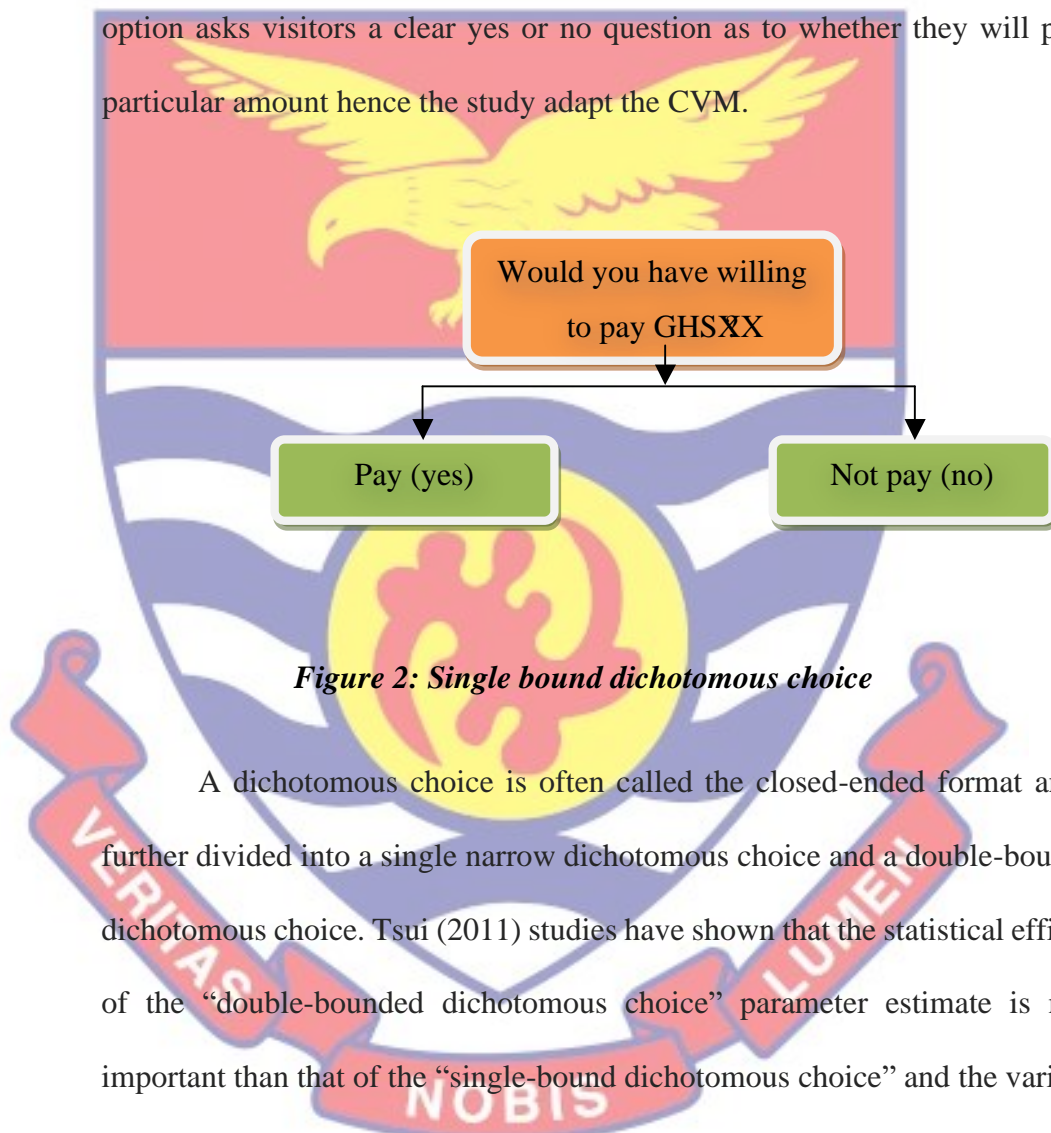 option asks visitors a clear yes or no question as to whether they will p
particular amount hence the study adapt the CVM.
Would you have willing
to pay
Pay (yes)
Not pay (no)
Figure 2: Single bound dichotomous choice
A dichotomous choice is often called the closed-ended format a
further divided into a single narrow dichotomous choice and a double-bou
dichotomous choice. Tsui (2011) studies have shown that the statistical effi
of the “double-bounded dichotomous choice” parameter estimate is i
important than that of the “single-bound dichotomous choice” and the vari
VERITAS
NOBIS
LUMEN